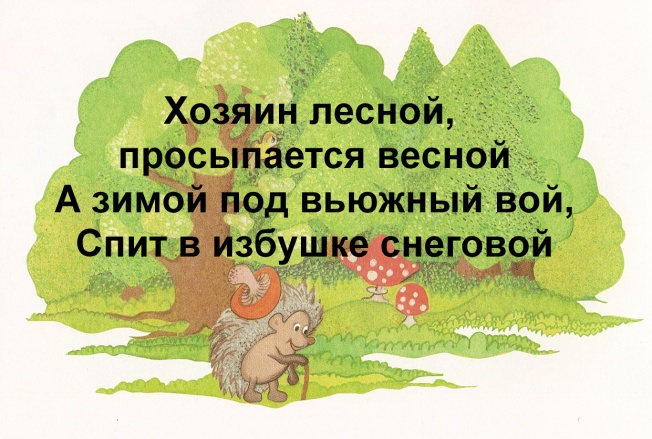 Хозяин лесной,
просыпается весной
А зимой под вьюжный вой,
Спит в избушке снеговой